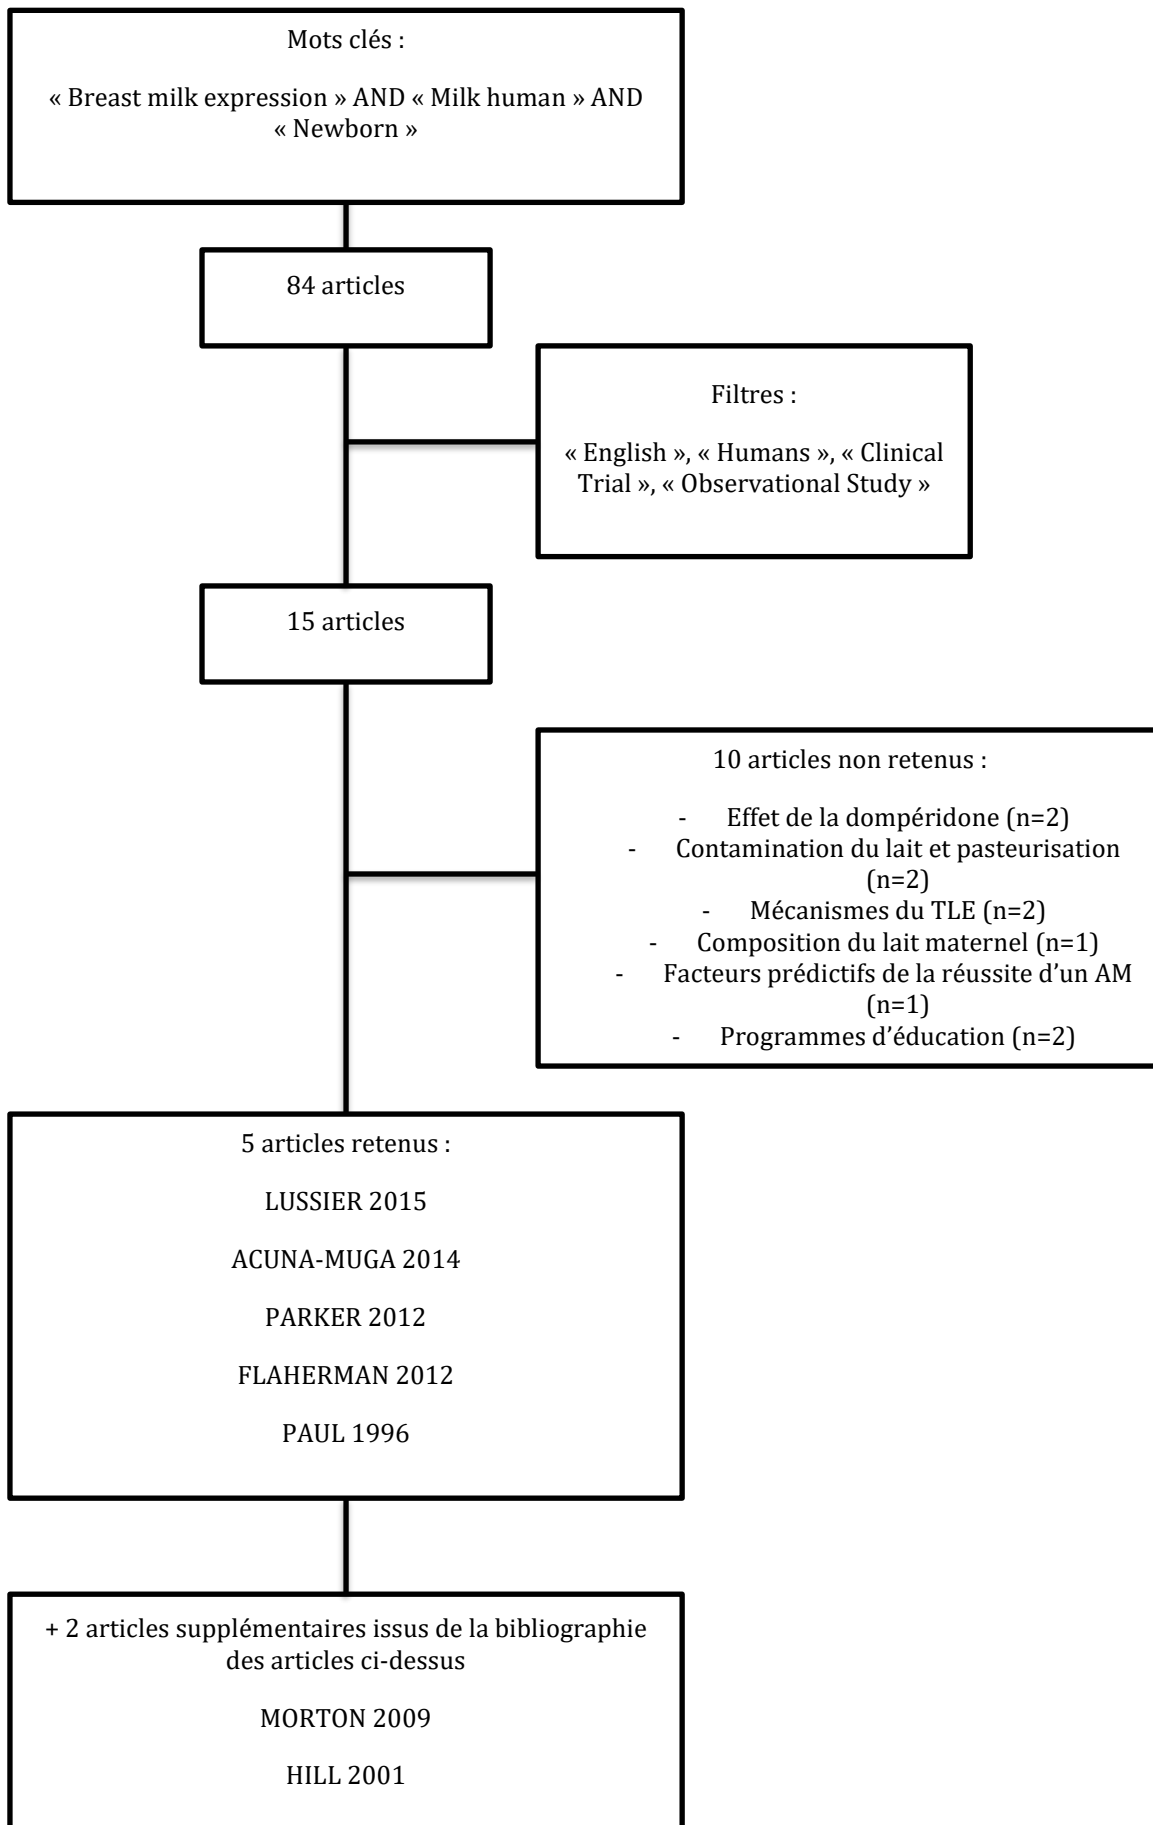 Mots clés :
« Breast milk expression » AND « Milk human » AND
« Newborn »
84 articles
Filtres :
« English », « Humans », « Clinical
Trial », « Observational Study »
15 articles
10 articles non retenus :
- Effet de la dompéridone (n=2)
- Contamination du lait et pasteurisation
(n=2)
- Mécanismes du TLE (n=2)
- Composition du lait maternel (n=1)
- Facteurs prédictifs de la réussite d’un AM
(n=1)
- Programmes d’éducation (n=2)
5 articles retenus :
LUSSIER 2015
ACUNA-MUGA 2014
PARKER 2012
FLAHERMAN 2012
PAUL 1996
+ 2 articles supplémentaires issus de la bibliographie
des articles ci-dessus
MORTON 2009
HILL 2001